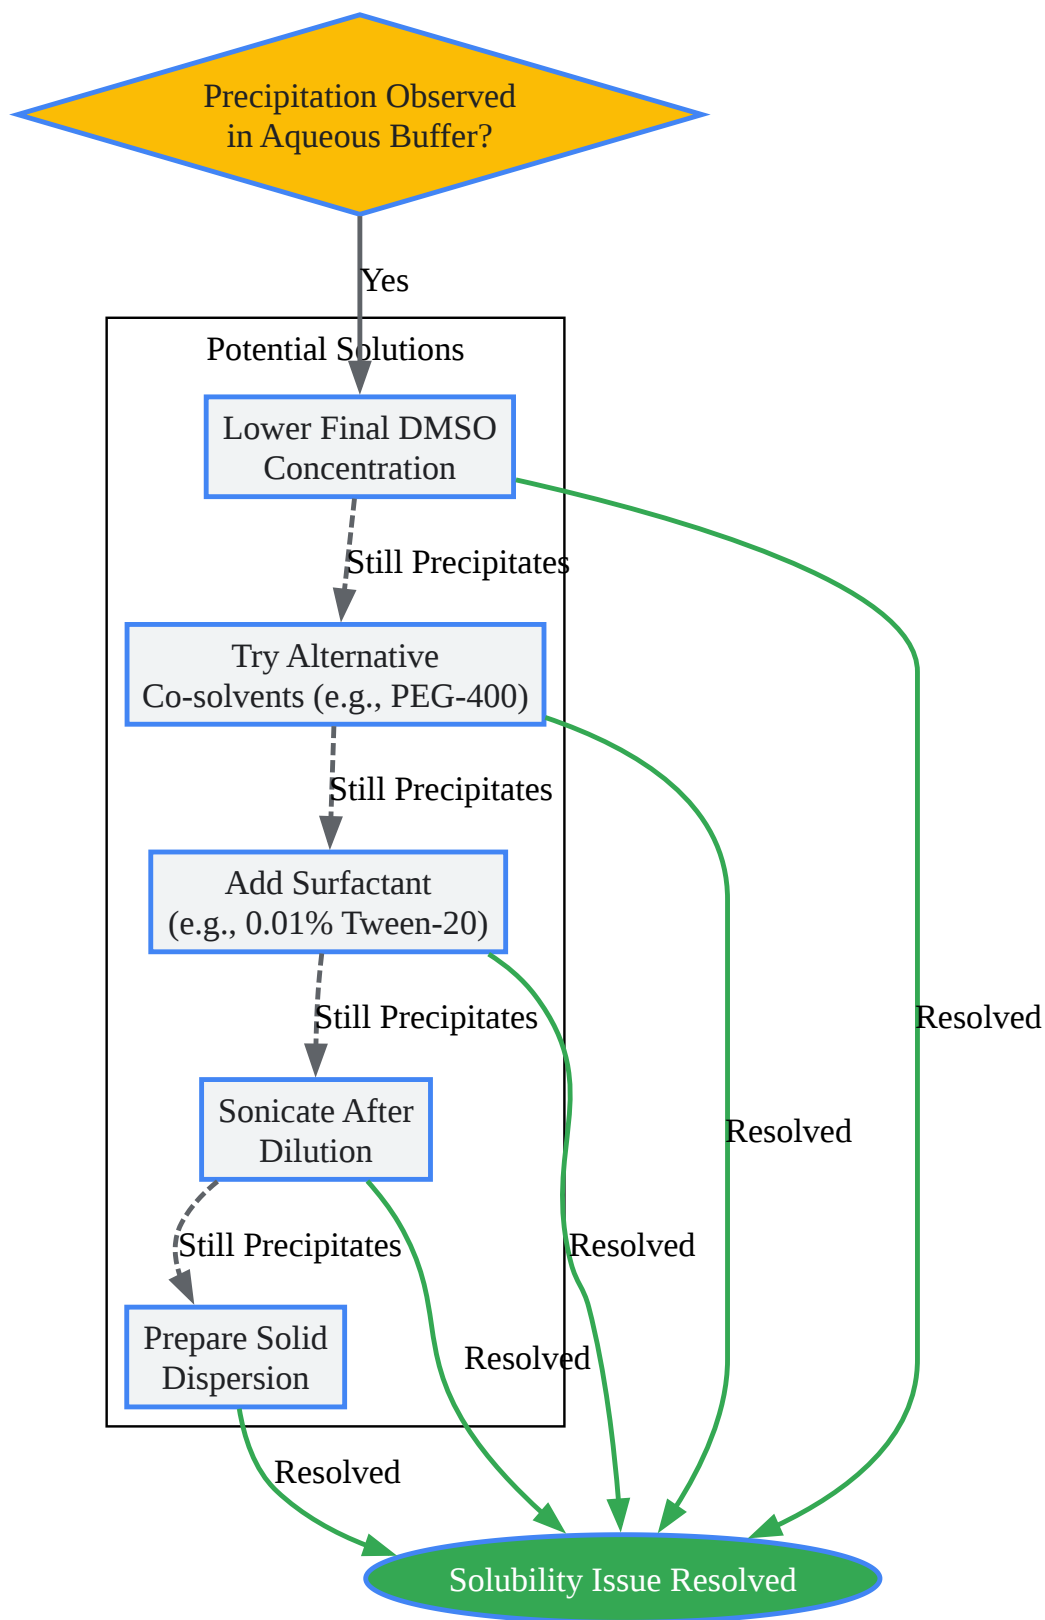 Precipitation Observed
in Aqueous Buffer?
Yes
Potential Solutions
Lower Final DMSO
Concentration
Still Precipitates
Try Alternative
Co-solvents (e.g., PEG-400)
Still Precipitates
Add Surfactant
(e.g., 0.01% Tween-20)
Still Precipitates
Resolved
Sonicate After
Dilution
Resolved
Still Precipitates
Resolved
Prepare Solid
Dispersion
Resolved
Resolved
Solubility Issue Resolved